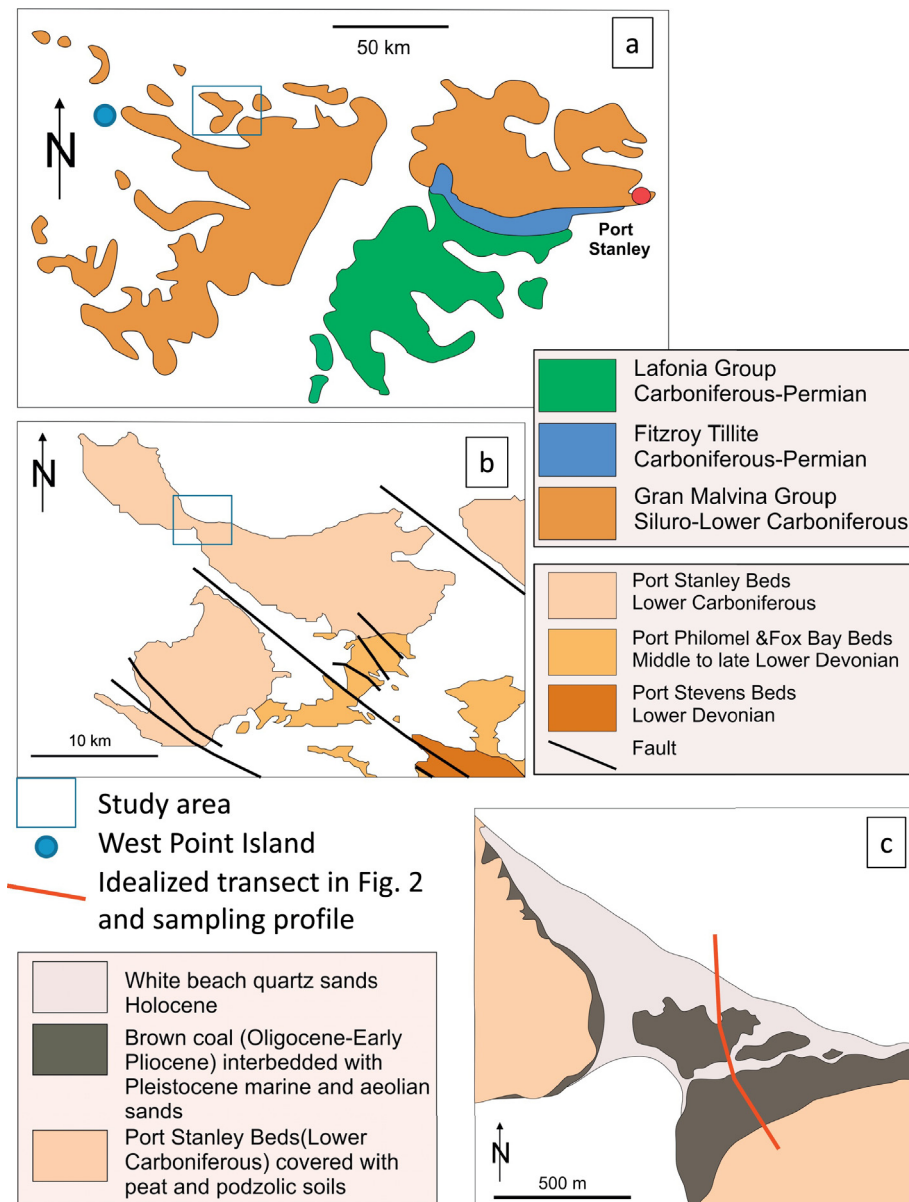 50 km
a
N
Port
Stanley
Lafonia Group
Carboniferous-Permian
Fitzroy Tillite
Carboniferous-Permian
Gran Malvina Group
Siluro-Lower Carboniferous
b
N
10 km
Port Stanley Beds
Lower Carboniferous
Port Philomel &Fox Bay Beds
Middle to late Lower Devonian
Port Stevens Beds
Lower Devonian
Fault
Study area
West Point Island
Idealized transect in Fig. 2
and sampling profile
White beach quartz sands
Holocene
Brown coal (Oligocene-Early
Pliocene) interbedded with
Pleistocene marine and aeolian
sands
Port Stanley Beds(Lower
Carboniferous) covered with
peat and podzolic soils
c
N
500 m